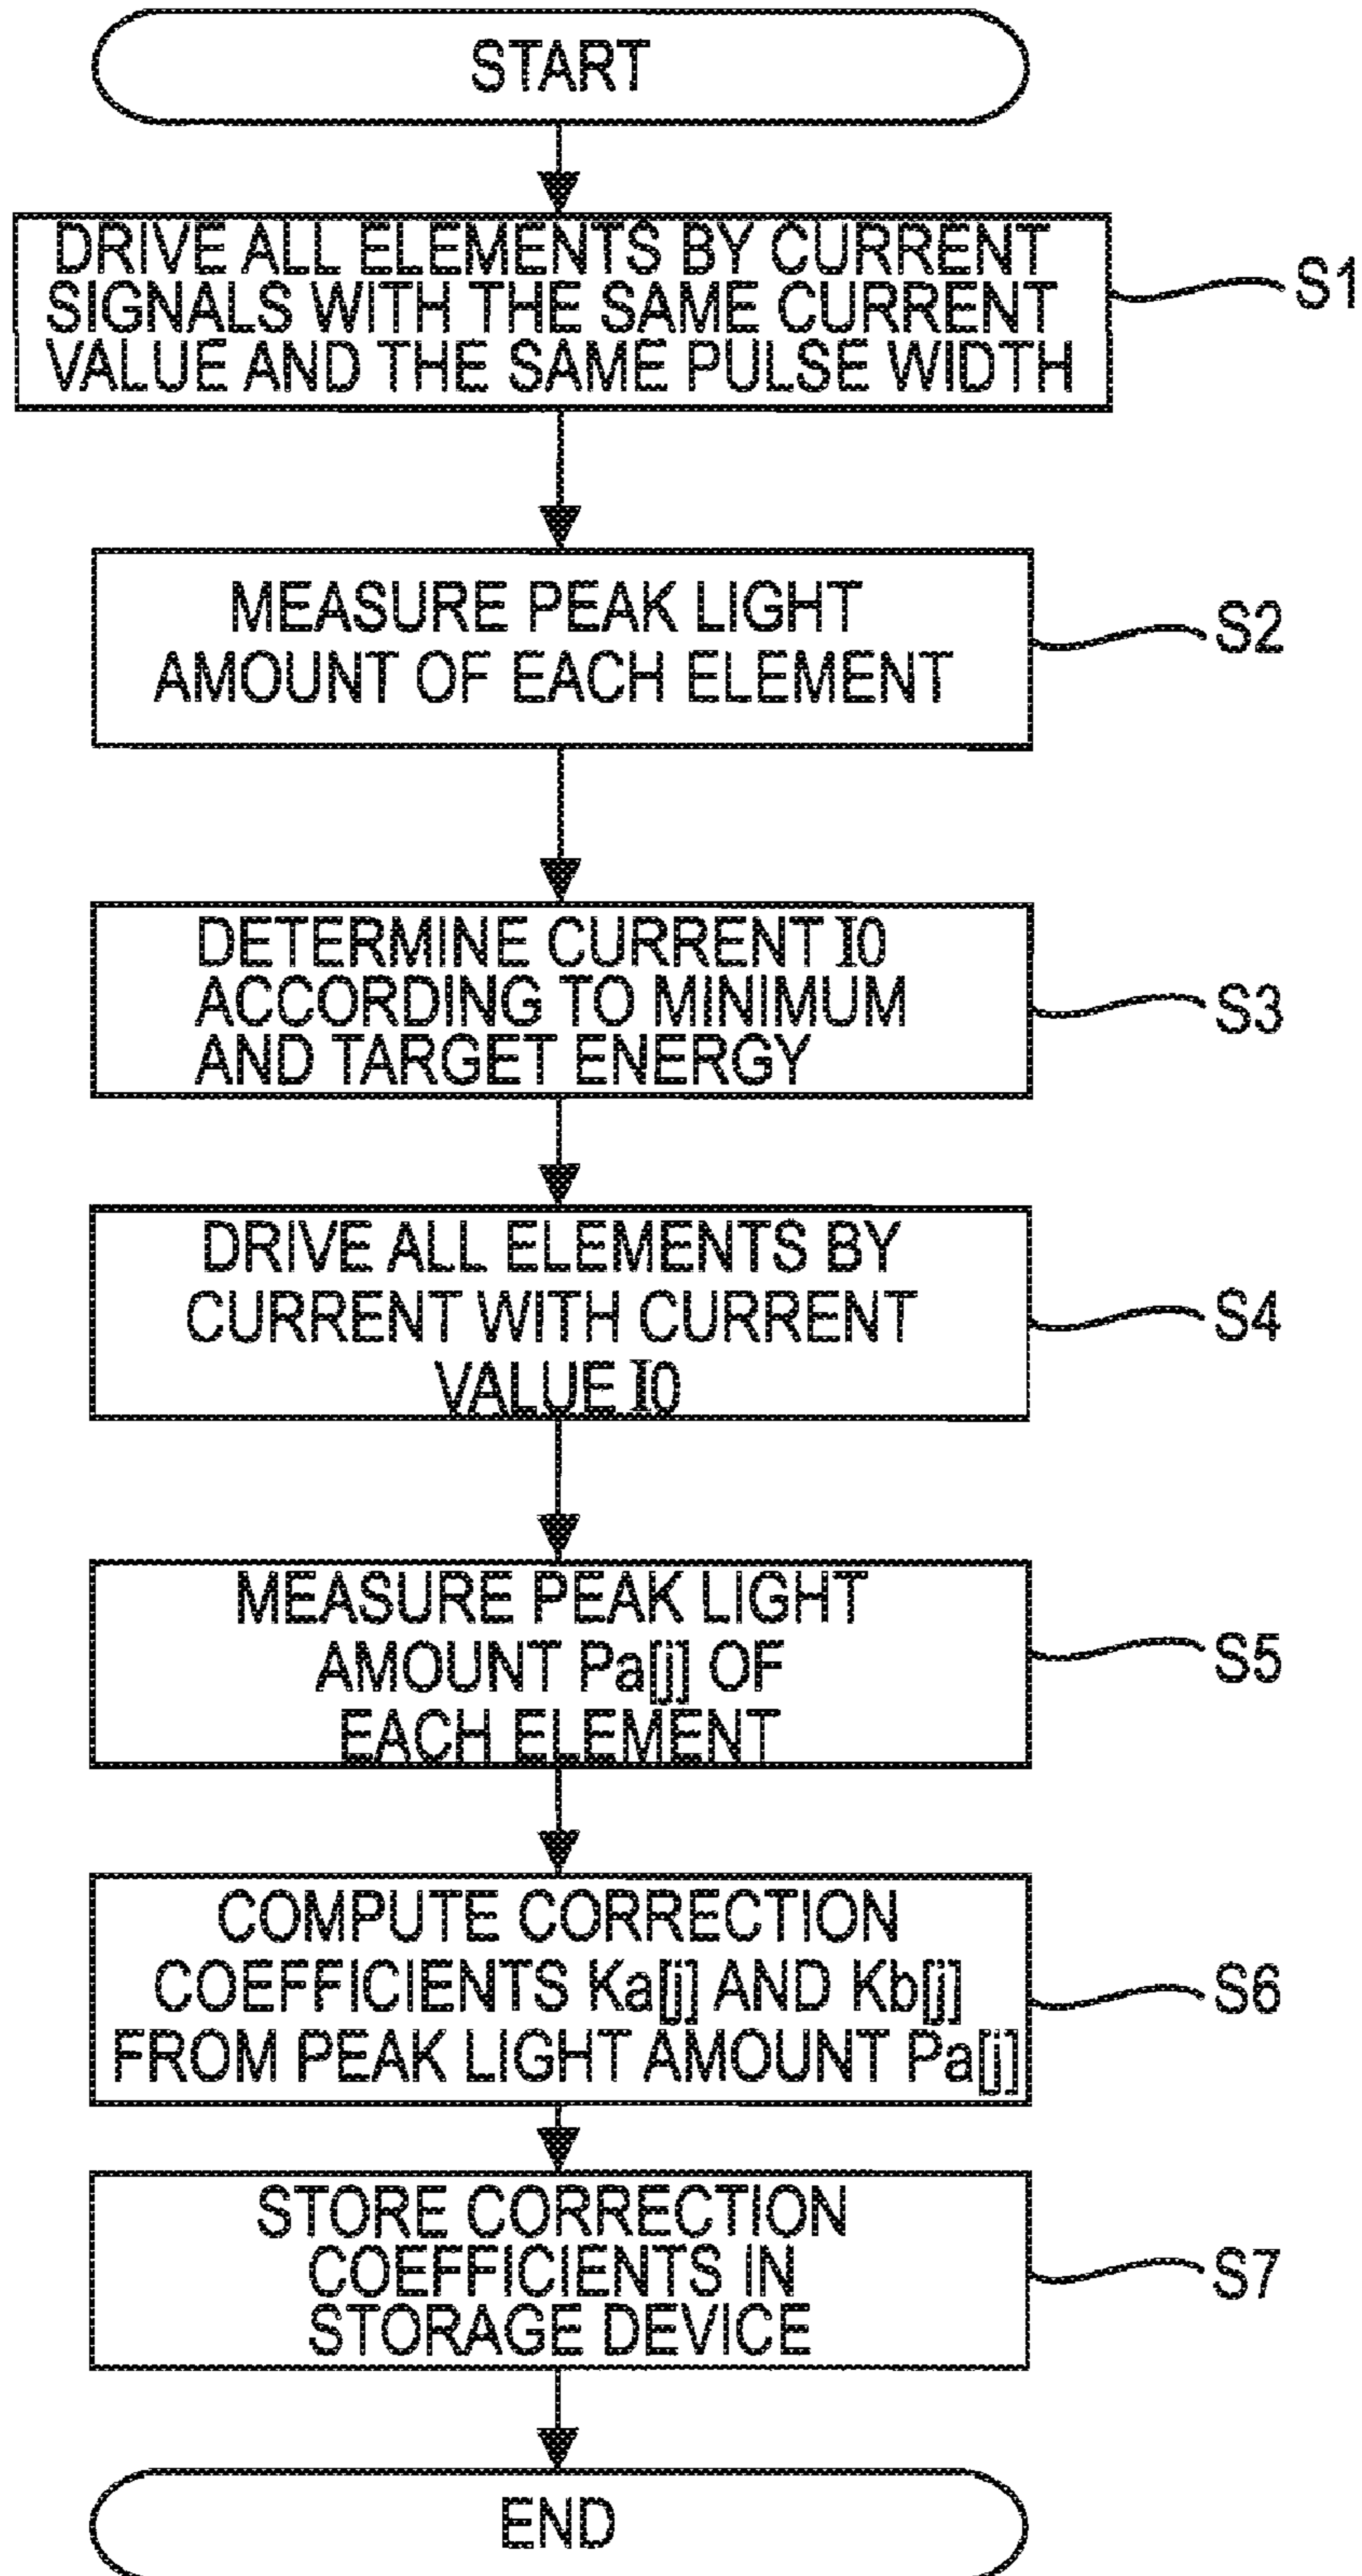 START
DRIVE ALL ELEMENTS BY CURRENT
SIGNALS WITH THE SAME CURRENT
VALUE AND THE SAME PULSE WIDTH
S1
MEASURE PEAK LIGHT
AMOUNT OF EACH ELEMENT
S2
DETERMINE CURRENT I0
ACCORDING TO MINIMUM
AND TARGET ENERGY
S3
DRIVE ALL ELEMENTS BY
CURRENT WITH CURRENT
VALUE I0
S4
MEASURE PEAK LIGHT
AMOUNT Pa[j] OF
EACH ELEMENT
S5
COMPUTE CORRECTION
COEFFICIENTS Ka[j] AND Kb[j]
FROM PEAK LIGHT AMOUNT Pa[j]
S6
STORE CORRECTION
COEFFICIENTS IN
STORAGE DEVICE
S7
END